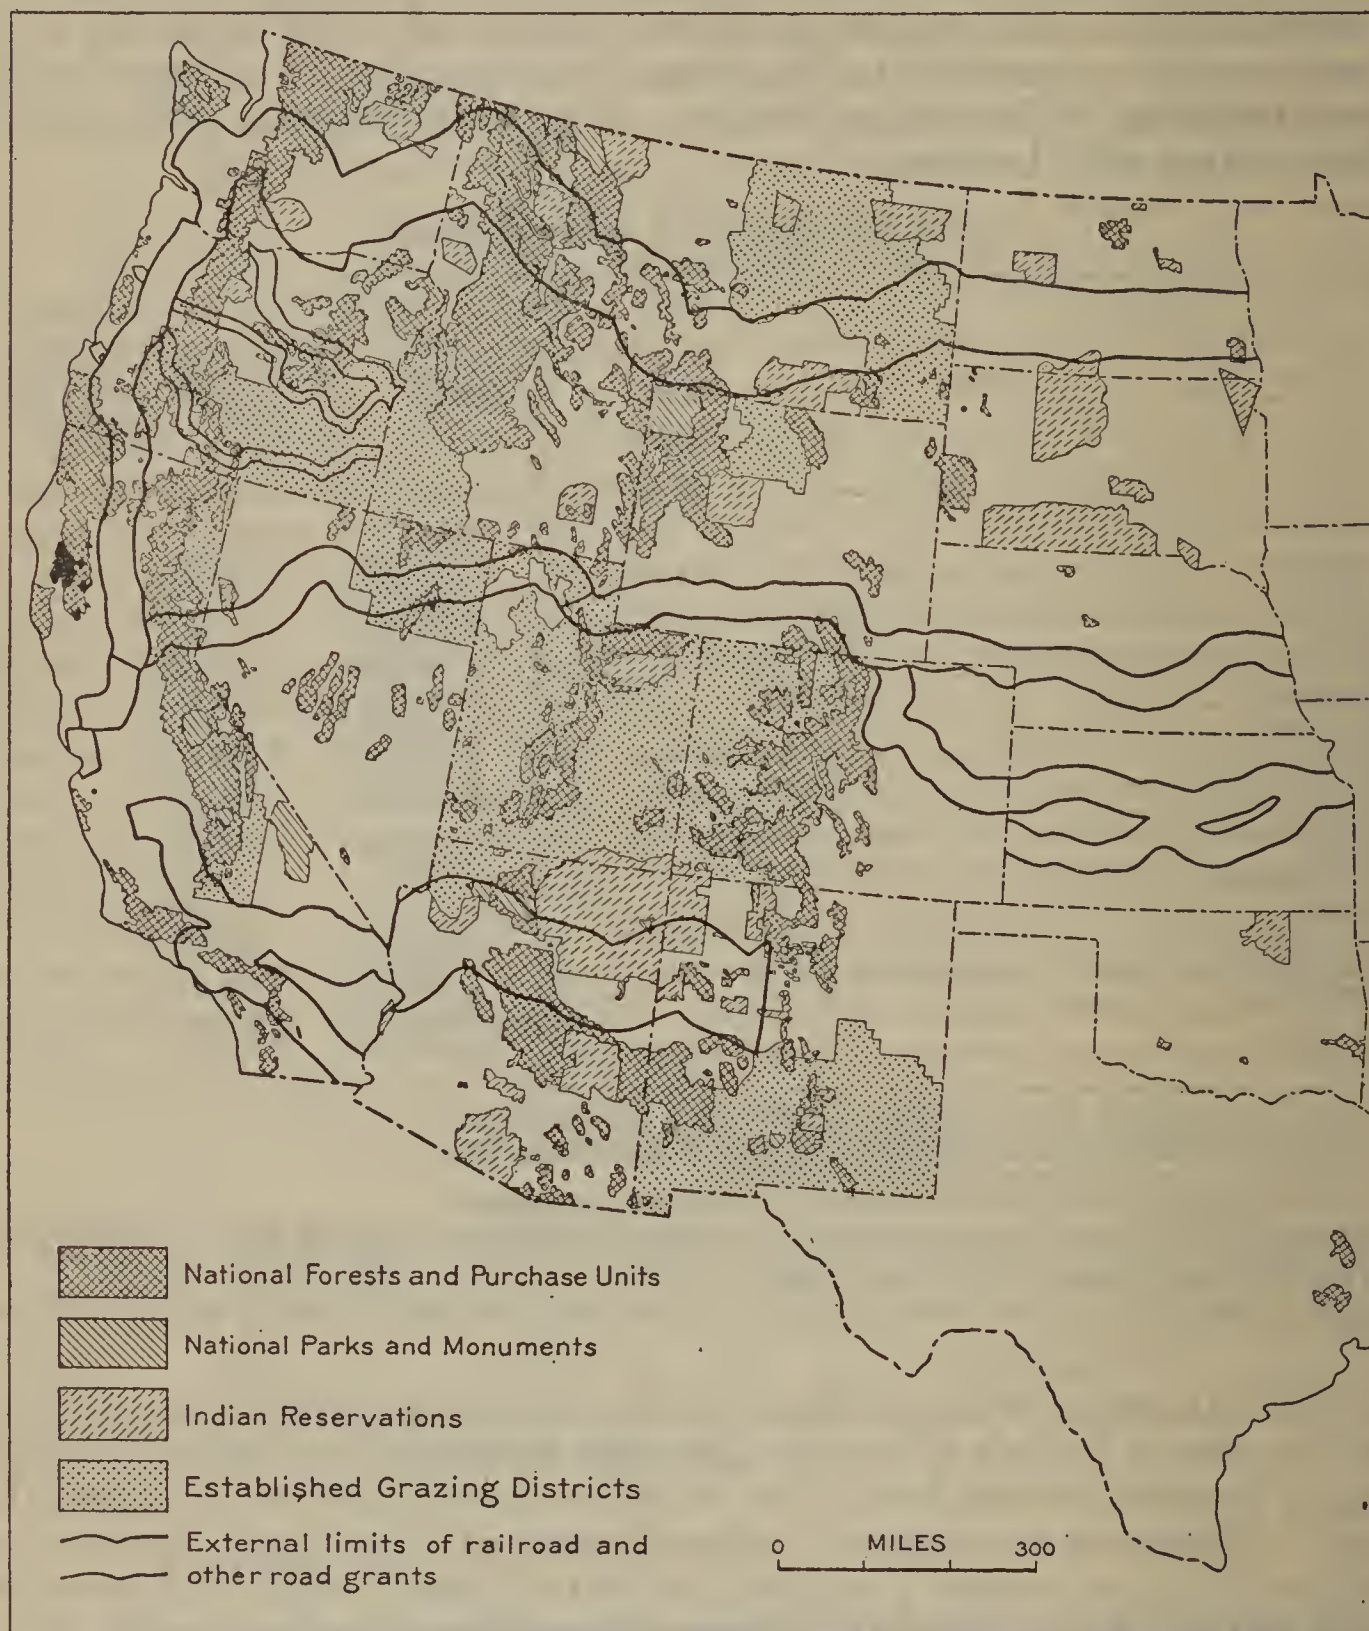 National Forests and Purchase Units
National Parks and Monuments
Indian Reservations
Established Grazing Districts
External limits of railroad and
other road grants
0 MILES 300